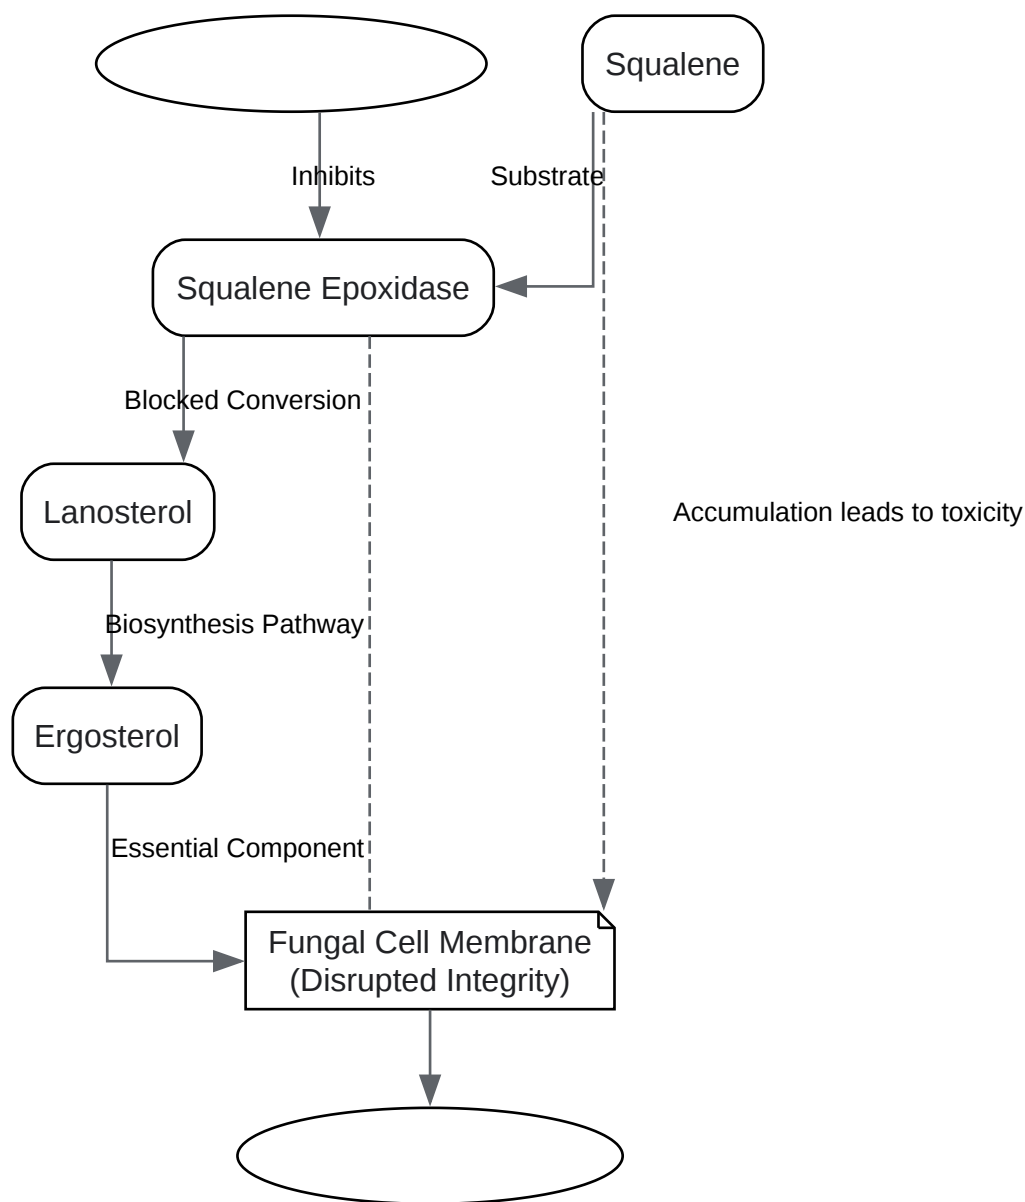 Squalene
Inhibits
Substrate
Squalene Epoxidase
Blocked Conversion
Lanosterol
Accumulation leads to toxicity
Biosynthesis Pathway
Ergosterol
Essential Component
Fungal Cell Membrane
(Disrupted Integrity)